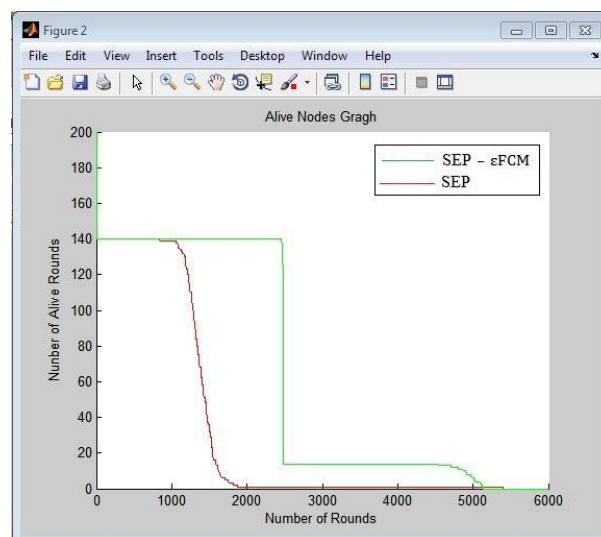 Figure 2
File Edit View Insert Tools Desktop Window Help
Alive Nodes Gragh
200
180
160
140
120
100
80
60
40
20
0
Nunber of Alive Rounds
SEP – εFCM
SEP
0 1000 2000 3000 4000 5000 6000
Number of Rounds